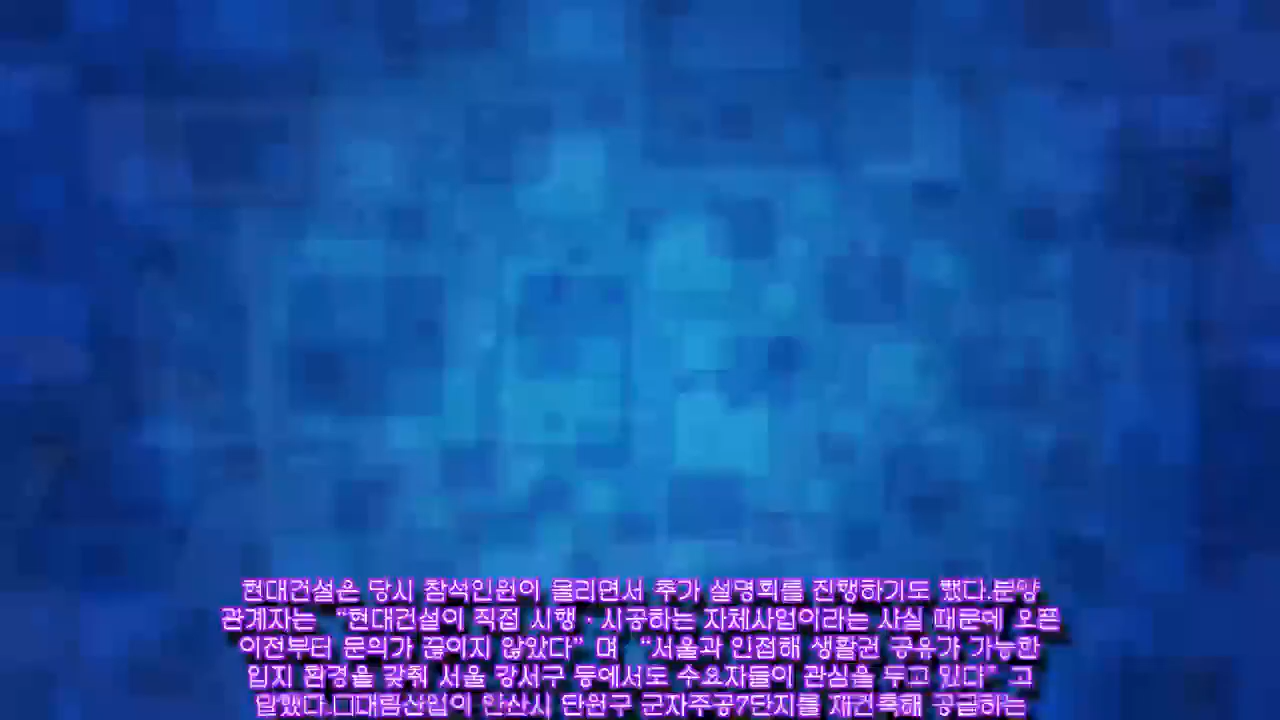 현대건설은 당시 참석인원이 몰리면서 추가 설명회를 진행하기도 했다.분양
관계자는 “현대건설이 직접 시행·시공하는 자체사업이라는 사실 때문에 오픈
이전부터 문의가 끊이지 않았다” 며 “서울과 인접해 생활권 공유가 가능한
입지 환경을 갖춰 서울 강서구 등에서도 수요자들이 관심을 두고 있다” 고
말했다.□대림산업이 안산시 단원구 군자주공7단지를 재건축해 공급하는